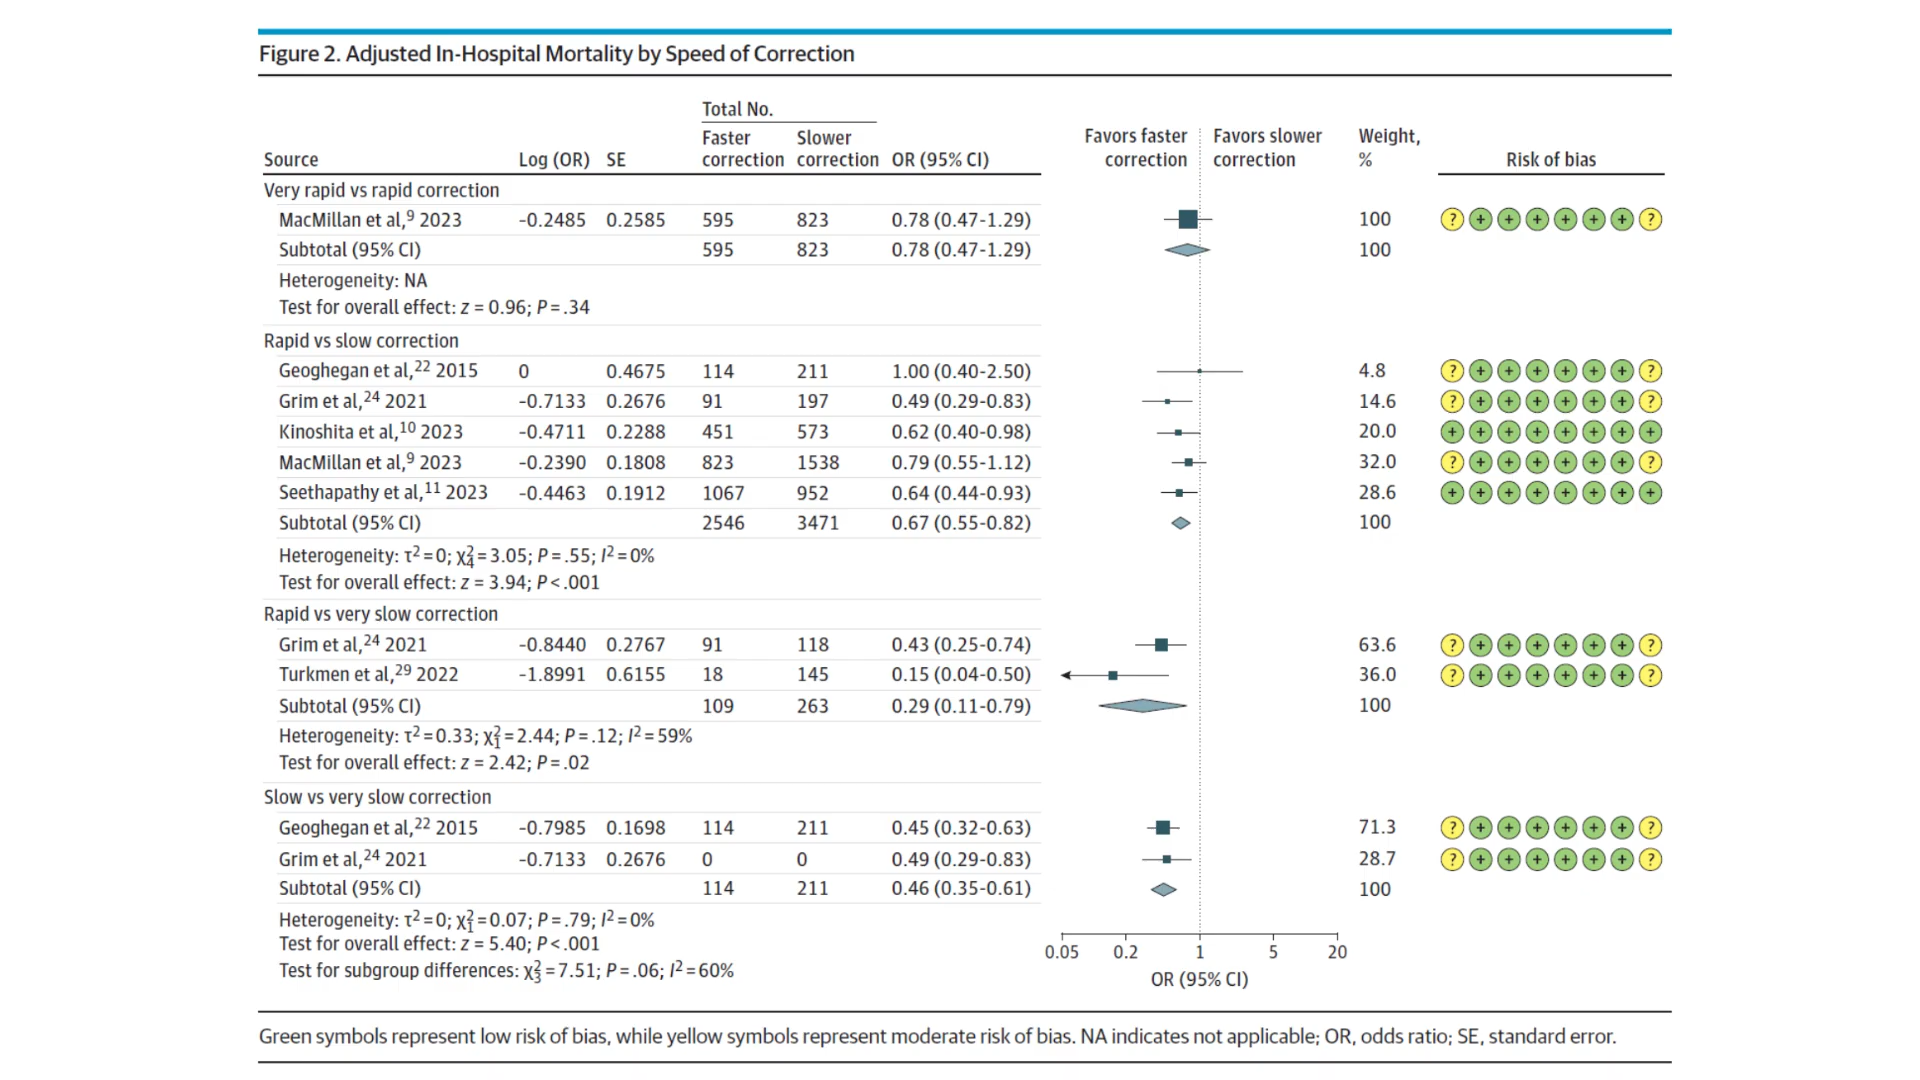 Figure 2. Adjusted In-Hospital Mortality by Speed of Correction
Total No.
Favors faster correction
Favors slower correction
Source Log (OR) SE Faster correction Slower correction OR (95% CI) Weight, % Risk of bias
Very rapid vs rapid correction
MacMillan et al,9 2023 -0.2485 0.2585 595 823 0.78 (0.47-1.29) 100 ? + + + + + + ?
Subtotal (95% CI) 595 823 0.78 (0.47-1.29) 100
Heterogeneity: NA
Test for overall effect: z = 0.96; P = .34
Rapid vs slow correction
Geoghegan et al,22 2015 0 0.4675 114 211 1.00 (0.40-2.50) 4.8 ? + + + + + + ?
Grim et al,24 2021 -0.7133 0.2676 91 197 0.49 (0.29-0.83) 14.6 ? + + + + + + ?
Kinoshita et al,10 2023 -0.4711 0.2288 451 573 0.62 (0.40-0.98) 20.0 + + + + + + + +
MacMillan et al,9 2023 -0.2390 0.1808 823 1538 0.79 (0.55-1.12) 32.0 ? + + + + + + ?
Seethapathy et al,11 2023 -0.4463 0.1912 1067 952 0.64 (0.44-0.93) 28.6 + + + + + + + +
Subtotal (95% CI) 2546 3471 0.67 (0.55-0.82) 100
Heterogeneity: τ2 = 0; χ24 = 3.05; P = .55; I2 = 0%
Test for overall effect: z = 3.94; P < .001
Rapid vs very slow correction
Grim et al,24 2021 -0.8440 0.2767 91 118 0.43 (0.25-0.74) 63.6 ? + + + + + + ?
Turkmen et al,29 2022 -1.8991 0.6155 18 145 0.15 (0.04-0.50) 36.0 ? + + + + + + ?
Subtotal (95% CI) 109 263 0.29 (0.11-0.79) 100
Heterogeneity: τ2 = 0.33; χ21 = 2.44; P = .12; I2 = 59%
Test for overall effect: z = 2.42; P = .02
Slow vs very slow correction
Geoghegan et al,22 2015 -0.7985 0.1698 114 211 0.45 (0.32-0.63) 71.3 ? + + + + + + ?
Grim et al,24 2021 -0.7133 0.2676 0 0 0.49 (0.29-0.83) 28.7 ? + + + + + + ?
Subtotal (95% CI) 114 211 0.46 (0.35-0.61) 100
Heterogeneity: τ2 = 0; χ21 = 0.07; P = .79; I2 = 0%
Test for overall effect: z = 5.40; P < .001
Test for subgroup differences: χ23 = 7.51; P = .06; I2 = 60%
0.05 0.2 1 5 20
OR (95% CI)
Green symbols represent low risk of bias, while yellow symbols represent moderate risk of bias. NA indicates not applicable; OR, odds ratio; SE, standard error.